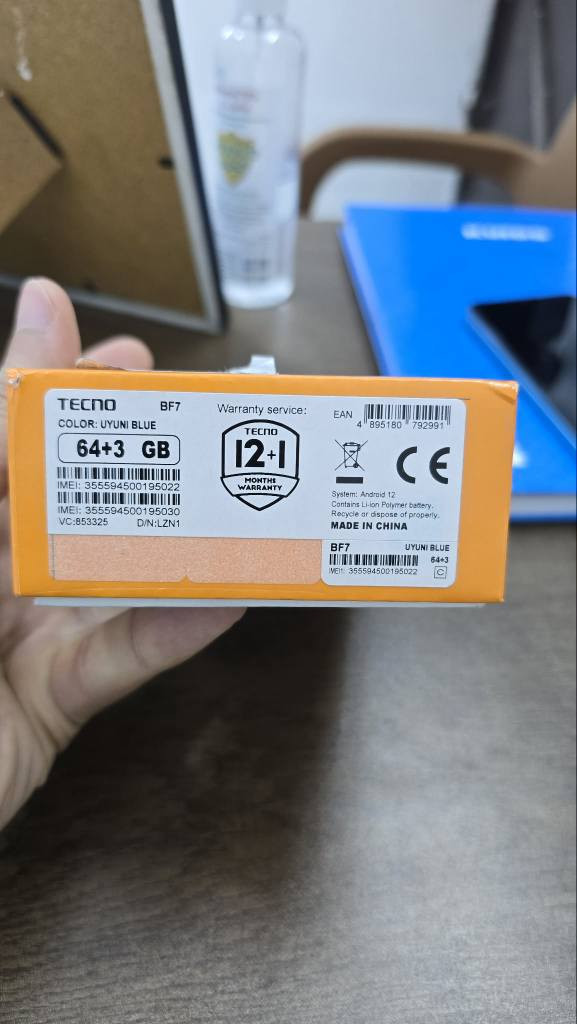 TECNO BF7
COLOR: UYUNI BLUE
64+3 GB
IMEI: 355594500195022
IMEI: 355594500195030
VC:853325 D/N:LZN1
Warranty service:
TECNO
12+1
MONTHS
WARRANTY
EAN
4 895180 792991
System: Android 12
Contains Li-ion Polymer battery.
Recycle or dispose of properly.
MADE IN CHINA
CE
BF7 UYUNI BLUE
64+3
IMEI1: 355594500195022 C